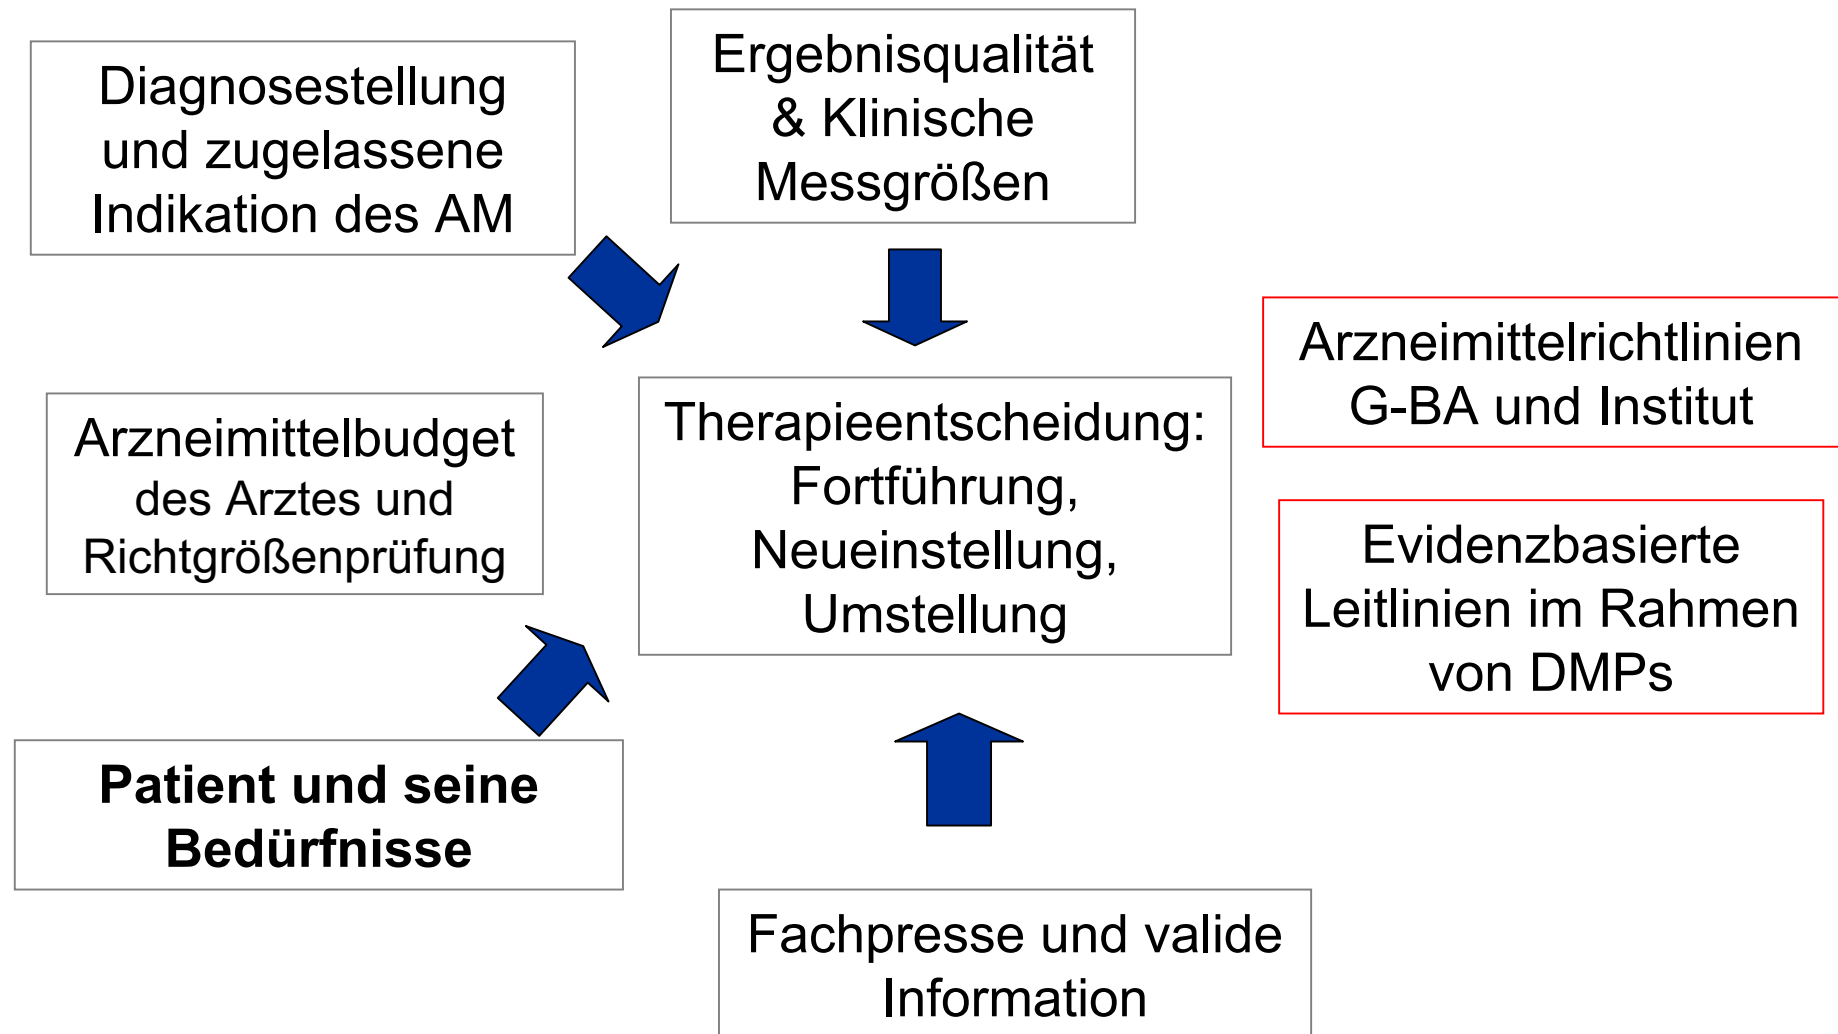 Diagnosestellung
und zugelassene
Indikation des AM
Ergebnisqualität
& Klinische
Messgrößen
Arzneimittelbudget
des Arztes und
Richtgrößenprüfung
Therapieentscheidung:
Fortführung,
Neueinstellung,
Umstellung
Arzneimittelrichtlinien
G-BA und Institut
Evidenzbasierte
Leitlinien im Rahmen
von DMPs
Patient und seine
Bedürfnisse
Fachpresse und valide
Information